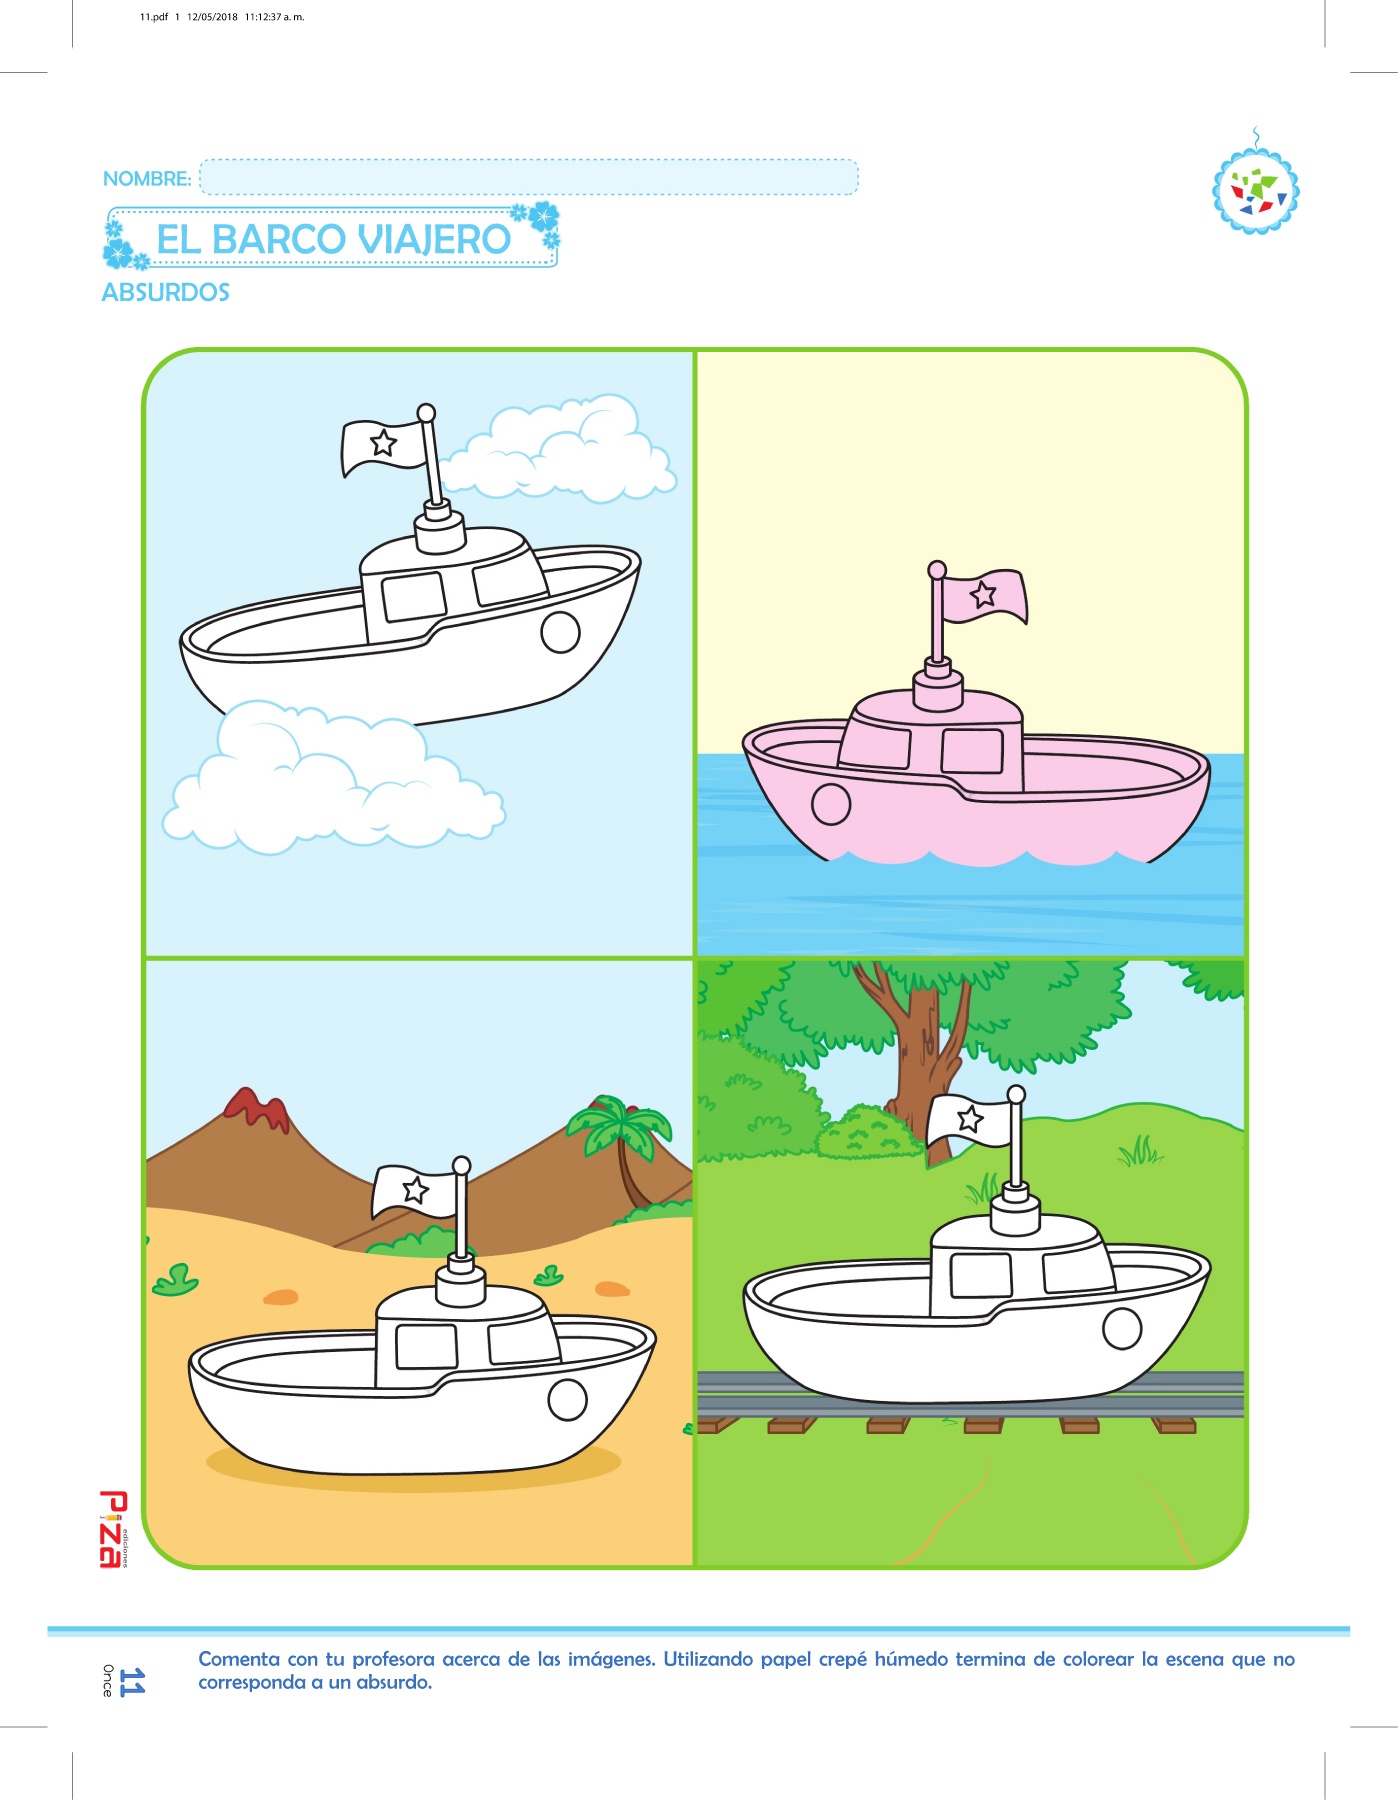 11.pdf 1 12/05/2018 11:12:37 a. m.
NOMBRE:
EL BARCO VIAJERO
ABSURDOS
Piza
ediciones
11
Once
Comenta con tu profesora acerca de las imágenes. Utilizando papel crepé húmedo termina de colorear la escena que no
corresponda a un absurdo.